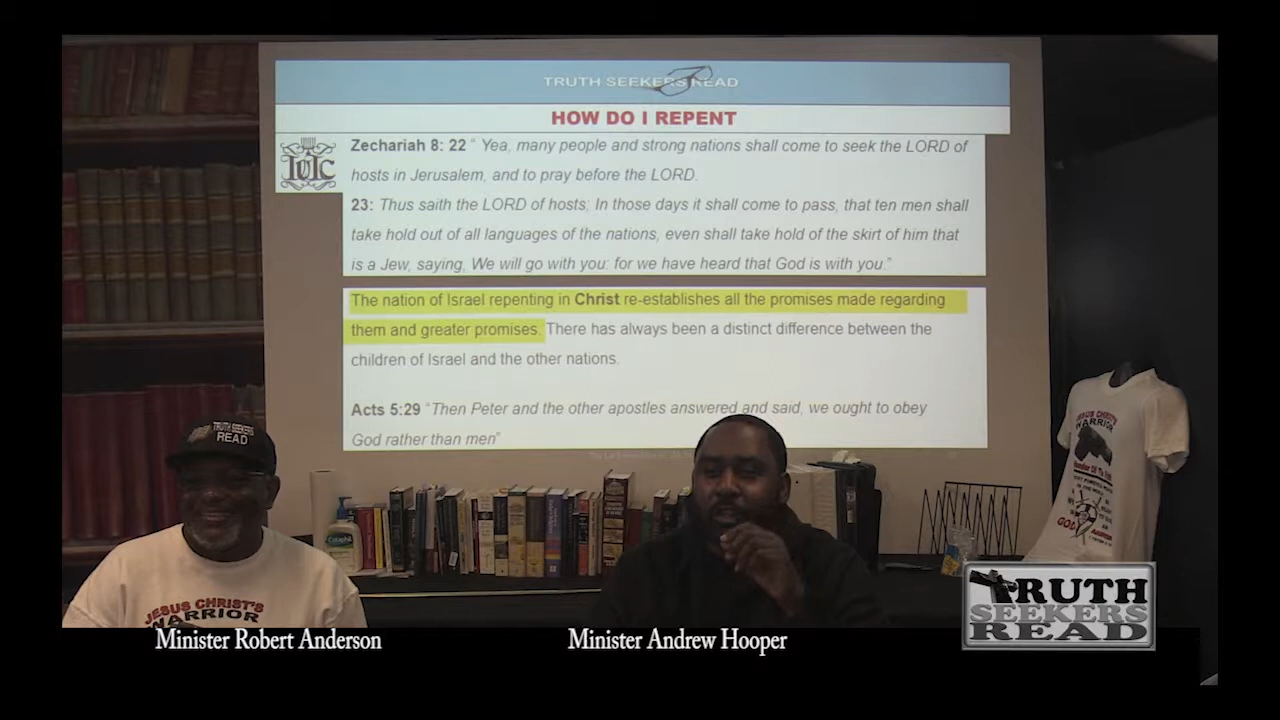 TRUTH SEEKERS READ
HOW DO I REPENT
IUIC
Zechariah 8: 22 “ Yea, many people and strong nations shall come to seek the LORD of
hosts in Jerusalem, and to pray before the LORD.
23: Thus saith the LORD of hosts; In those days it shall come to pass, that ten men shall
take hold out of all languages of the nations, even shall take hold of the skirt of him that
is a Jew, saying, We will go with you: for we have heard that God is with you.”
The nation of Israel repenting in Christ re-establishes all the promises made regarding
them and greater promises. There has always been a distinct difference between the
children of Israel and the other nations.
Acts 5:29 “Then Peter and the other apostles answered and said, we ought to obey
God rather than men”
TRUTH SEEKERS
READ
JESUS CHRIST'S
WARRIOR
JESUS CHRIST'S
WARRIOR
GOD
Cetaphil
Minister Robert Anderson
Minister Andrew Hooper
TRUTH
SEEKERS
READ